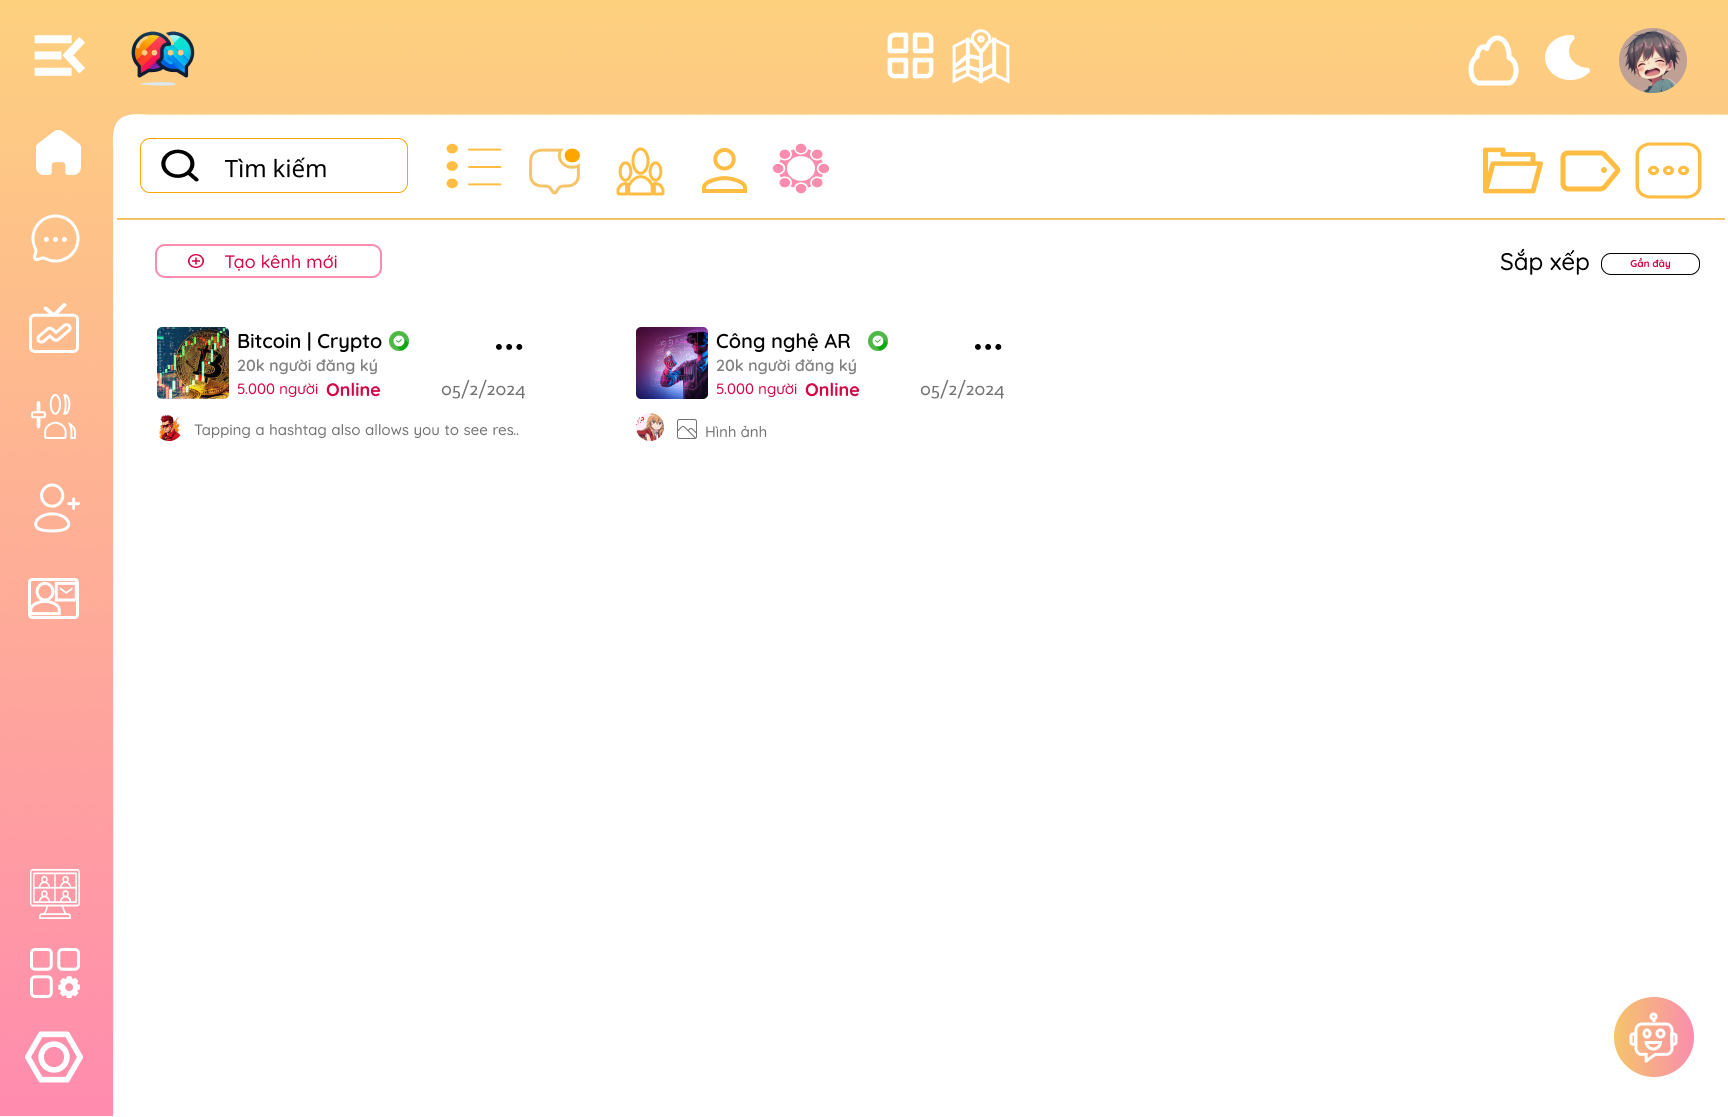 Tìm kiếm
Tạo kênh mới
Sắp xếp
Gần đây
Bitcoin | Crypto
20k người đăng ký
5.000 người Online
05/2/2024
Tapping a hashtag also allows you to see res..
Công nghệ AR
20k người đăng ký
5.000 người Online
05/2/2024
Hình ảnh